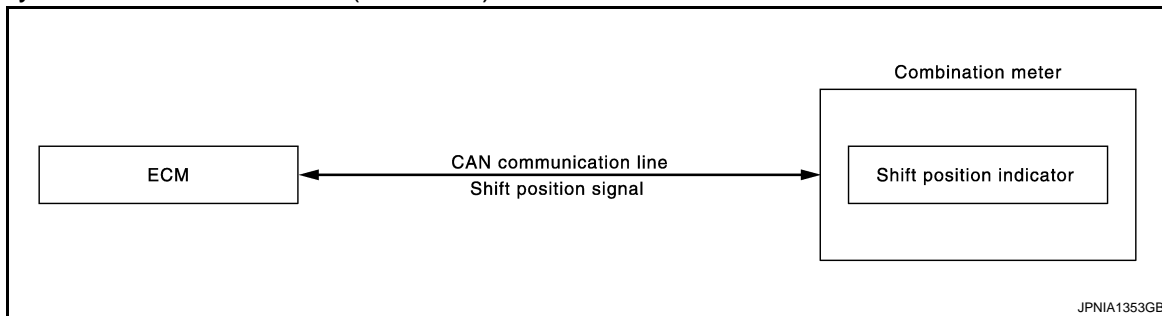 ECM
CAN communication line
Shift position signal
Combination meter
Shift position indicator
JPNIA1353GB